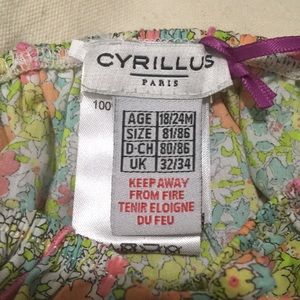 CYRILLUS
PARIS
100
AGE 18/24M
SIZE 81/86
D-CH 80/86
UK 32/34
KEEP AWAY
FROM FIRE
TENIR ELOIGNE
DU FEU